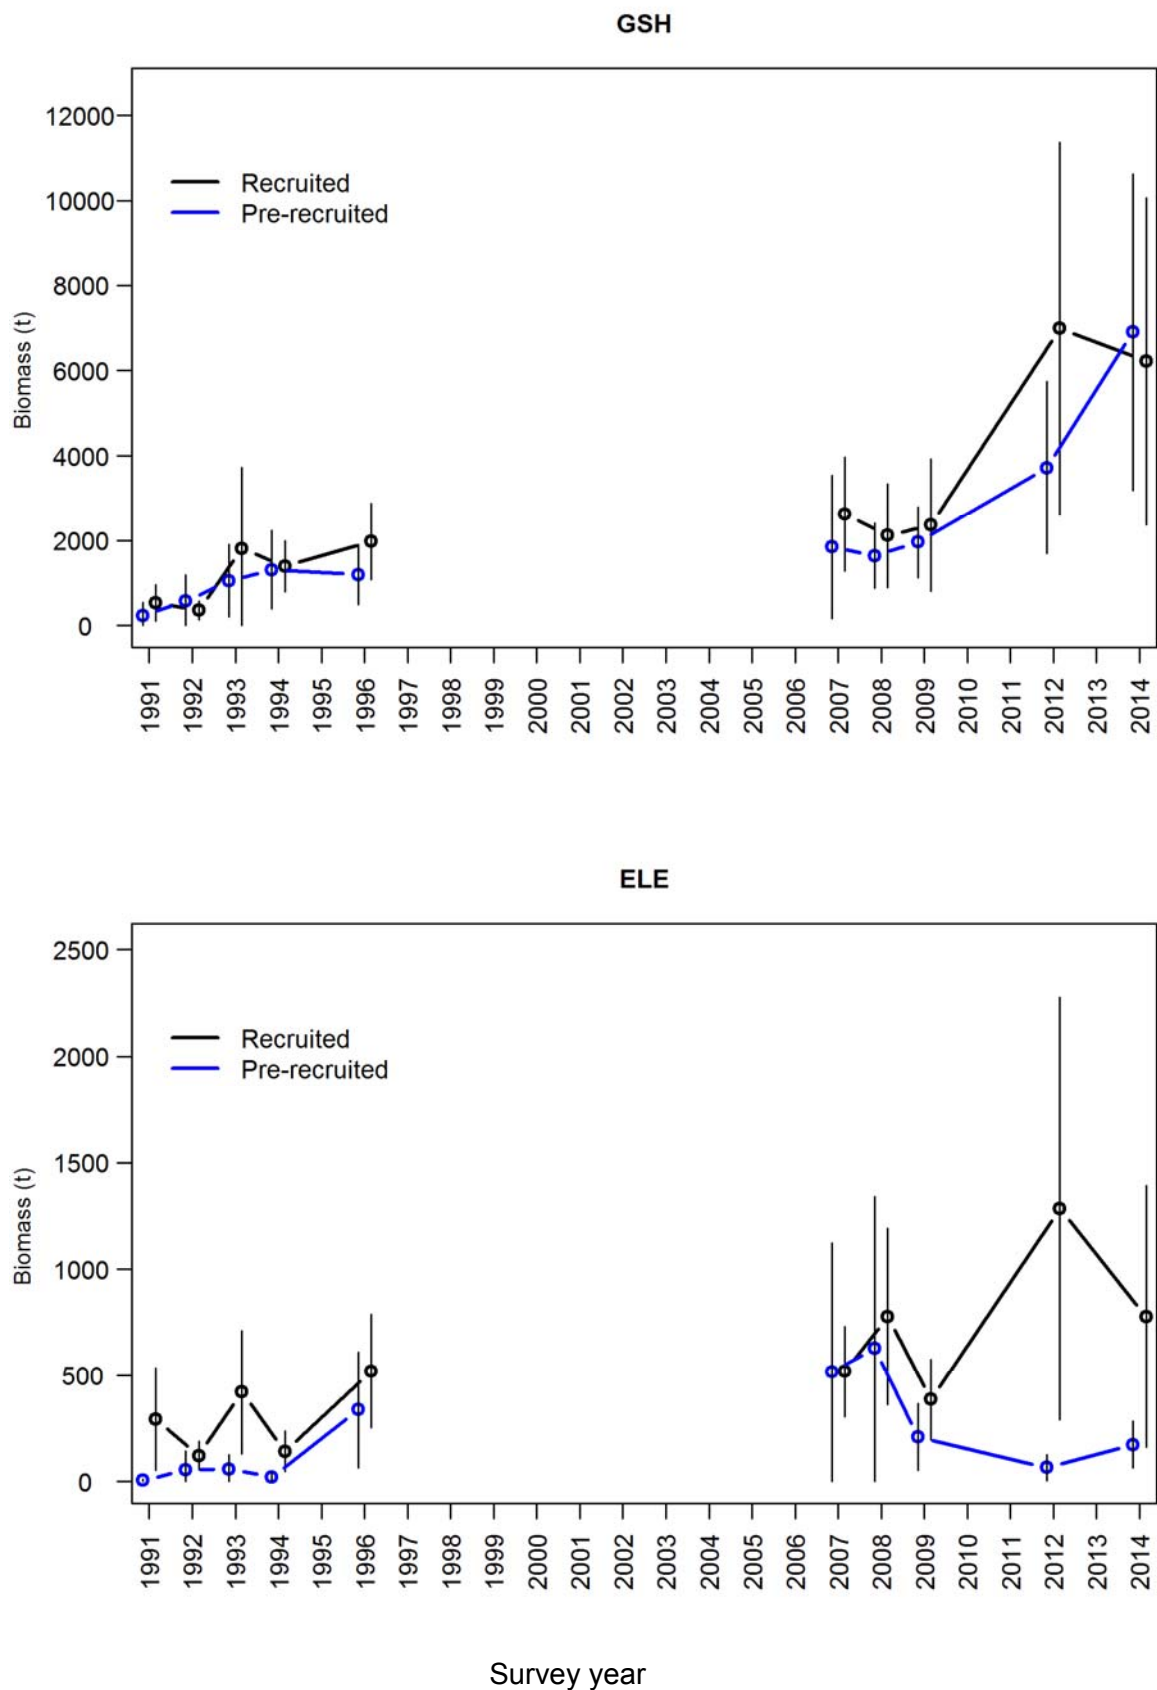 GSH
12000
10000
8000
6000
4000
2000
0
Biomass (t)
Recruited
Pre-recruited
1991 1992 1993 1994 1995 1996 1997 1998 1999 2000 2001 2002 2003 2004 2005 2006 2007 2008 2009 2010 2011 2012 2013 2014
ELE
2500
2000
1500
1000
500
0
Biomass (t)
Recruited
Pre-recruited
1991 1992 1993 1994 1995 1996 1997 1998 1999 2000 2001 2002 2003 2004 2005 2006 2007 2008 2009 2010 2011 2012 2013 2014
Survey year